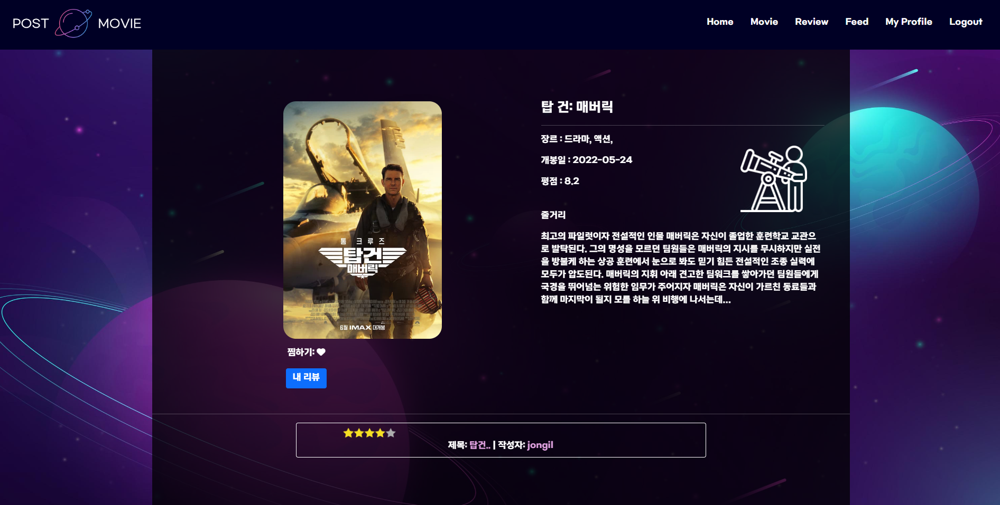 POST MOVIE
Home Movie Review Feed My Profile Logout
탑 건: 매버릭
장르 : 드라마, 액션,
개봉일 : 2022-05-24
평점 : 8.2
줄거리
최고의 파일럿이자 전설적인 인물 매버릭은 자신이 졸업한 훈련학교 교관으
로 발탁된다. 그의 명성을 모르던 팀원들은 매버릭의 지시를 무시하지만 실전
을 방불케 하는 상공 훈련에서 눈으로 봐도 믿기 힘든 전설적인 조종 실력에
모두가 압도된다. 매버릭의 지휘 아래 견고한 팀워크를 쌓아가던 팀원들에게
국경을 뛰어넘는 위험한 임무가 주어지자 매버릭은 자신이 가르친 동료들과
함께 마지막이 될지 모를 하늘 위 비행에 나서는데...
톰 크루즈
탑건
매버릭
6월 IMAX 대개봉
찜하기:
내 리뷰
제목: 탑건.. | 작성자: jongil